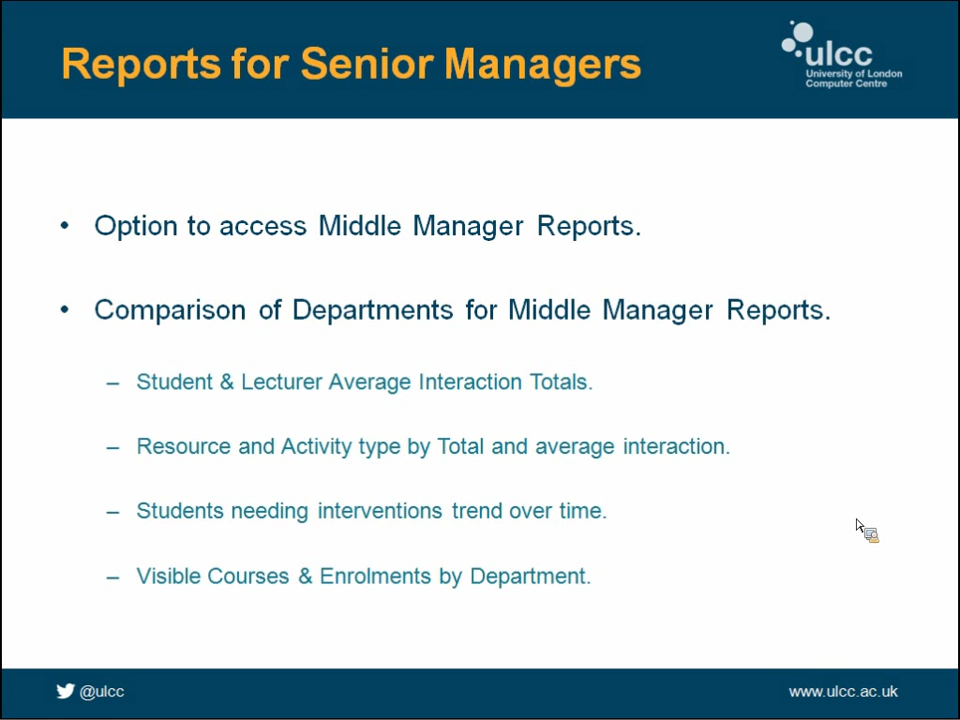 Reports for Senior Managers
ulcc
University of London
Computer Centre
• Option to access Middle Manager Reports.
• Comparison of Departments for Middle Manager Reports.
– Student & Lecturer Average Interaction Totals.
– Resource and Activity type by Total and average interaction.
– Students needing interventions trend over time.
– Visible Courses & Enrolments by Department.
@ulcc
www.ulcc.ac.uk